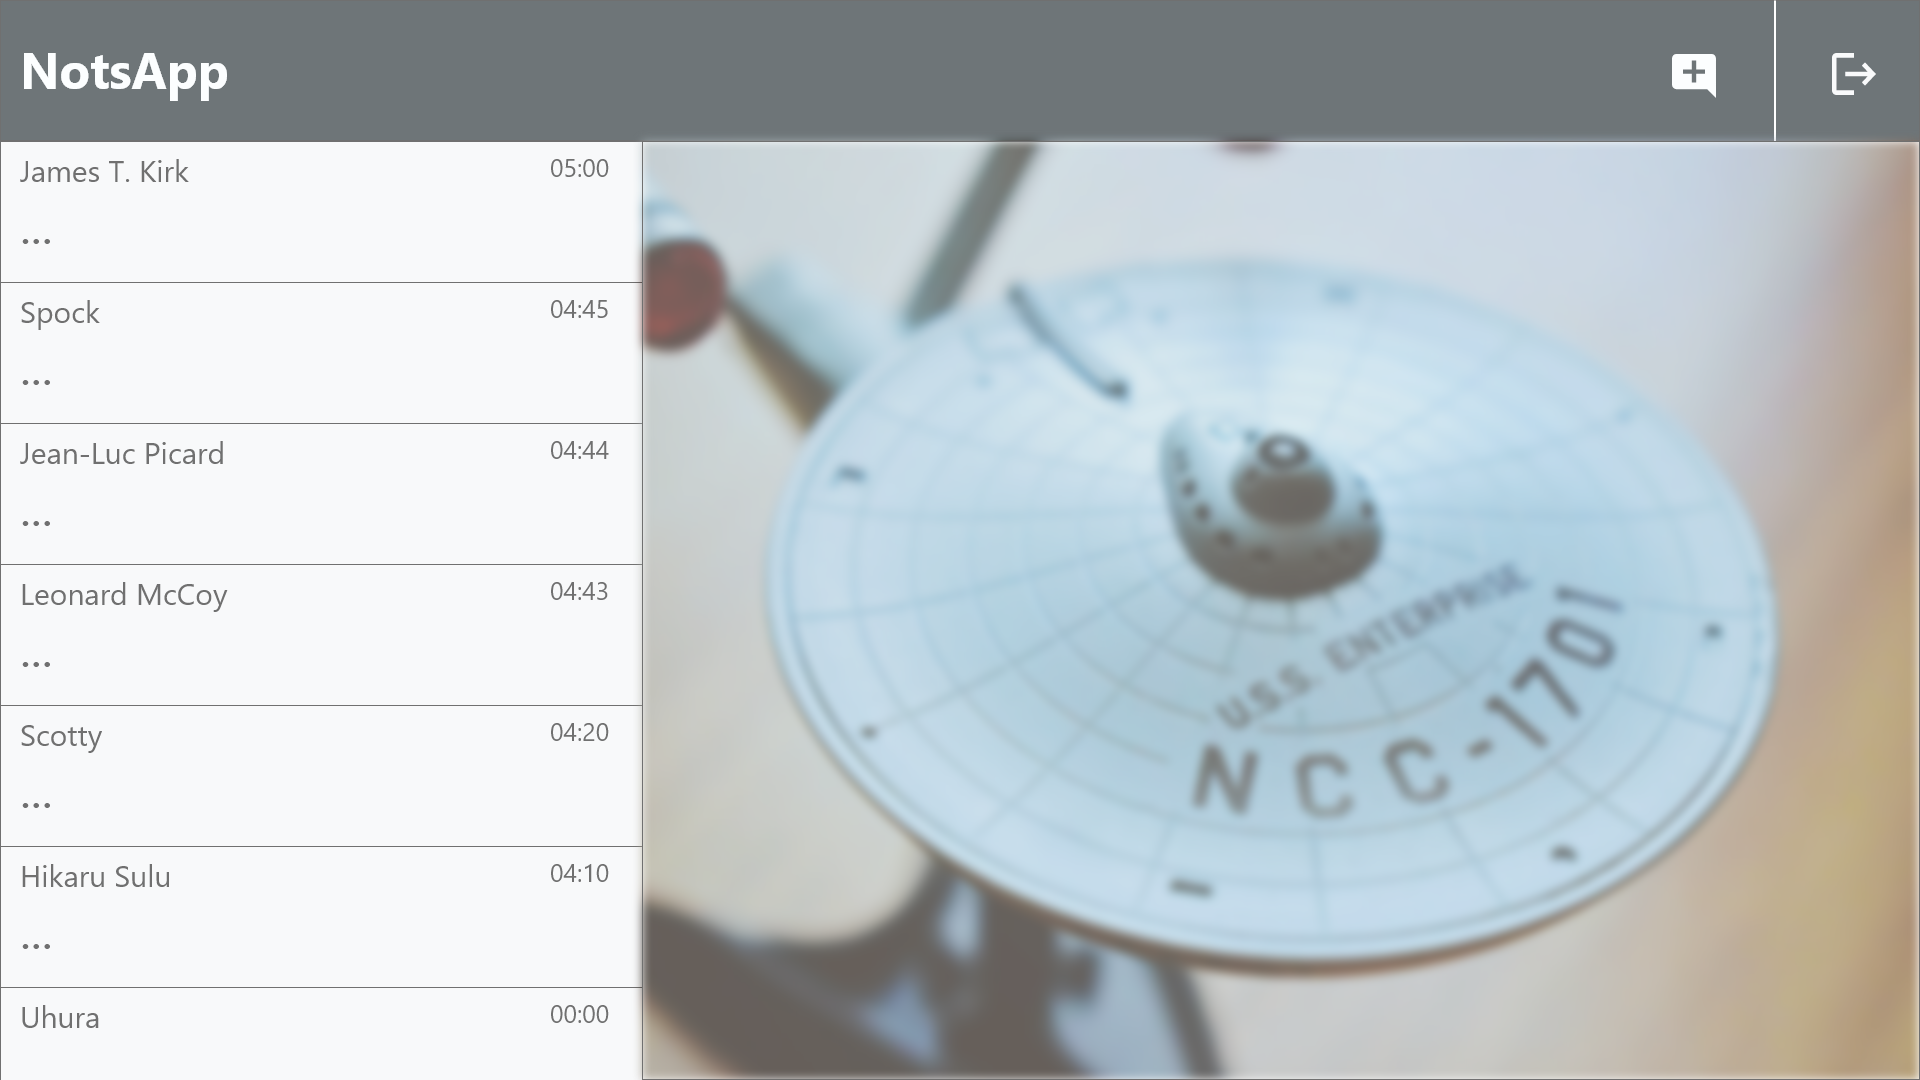 NotsApp
James T. Kirk 05:00
...
Spock 04:45
...
Jean-Luc Picard 04:44
...
Leonard McCoy 04:43
...
Scotty 04:20
...
Hikaru Sulu 04:10
...
Uhura 00:00
U.S.S. ENTERPRISE
NCC-1701